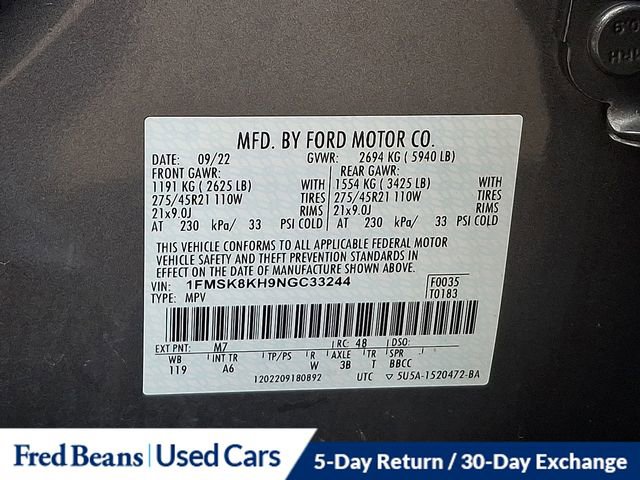 MFD. BY FORD MOTOR CO.
DATE: 09/22 GVWR: 2694 KG ( 5940 LB)
FRONT GAWR: REAR GAWR:
1191 KG ( 2625 LB) WITH 1554 KG ( 3425 LB) WITH
275/45R21 110W TIRES 275/45R21 110W TIRES
21x9.0J RIMS 21x9.0J RIMS
AT 230 kPa/ 33 PSI COLD AT 230 kPa/ 33 PSI COLD
THIS VEHICLE CONFORMS TO ALL APPLICABLE FEDERAL MOTOR
VEHICLE SAFETY AND THEFT PREVENTION STANDARDS IN
EFFECT ON THE DATE OF MANUFACTURE SHOWN ABOVE.
VIN: 1FMSK8KH9NGC33244 F0035
TYPE: MPV T0183
EXT PNT: M7 RC: 48 DSO:
WB INT TR TP/PS R AXLE TR SPR
119 A6 W 3B T BBCC
1202209180892 UTC 5U5A-1520472-BA
Fred Beans Used Cars 5-Day Return / 30-Day Exchange